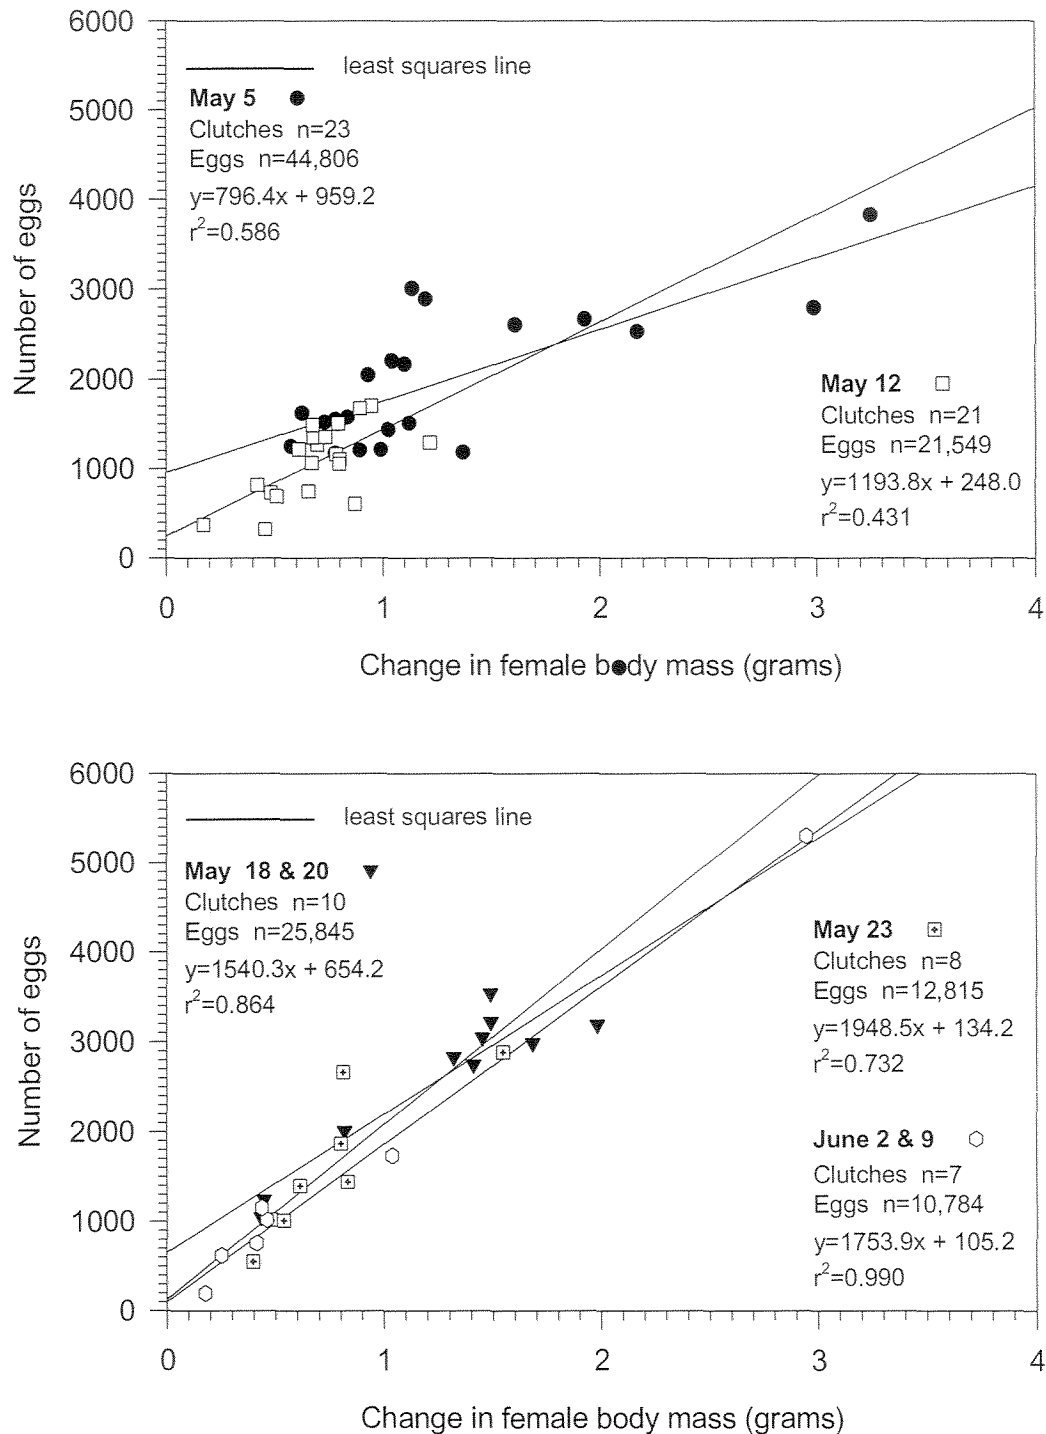 6000
5000
4000
3000
2000
1000
0
Number of eggs
least squares line
May 5
Clutches n=23
Eggs n=44,806
y=796.4x + 959.2
r²=0.586
May 12
Clutches n=21
Eggs n=21,549
y=1193.8x + 248.0
r²=0.431
0 1 2 3 4
Change in female body mass (grams)
6000
5000
4000
3000
2000
1000
0
Number of eggs
least squares line
May 18 & 20
Clutches n=10
Eggs n=25,845
y=1540.3x + 654.2
r²=0.864
May 23
Clutches n=8
Eggs n=12,815
y=1948.5x + 134.2
r²=0.732
June 2 & 9
Clutches n=7
Eggs n=10,784
y=1753.9x + 105.2
r²=0.990
0 1 2 3 4
Change in female body mass (grams)